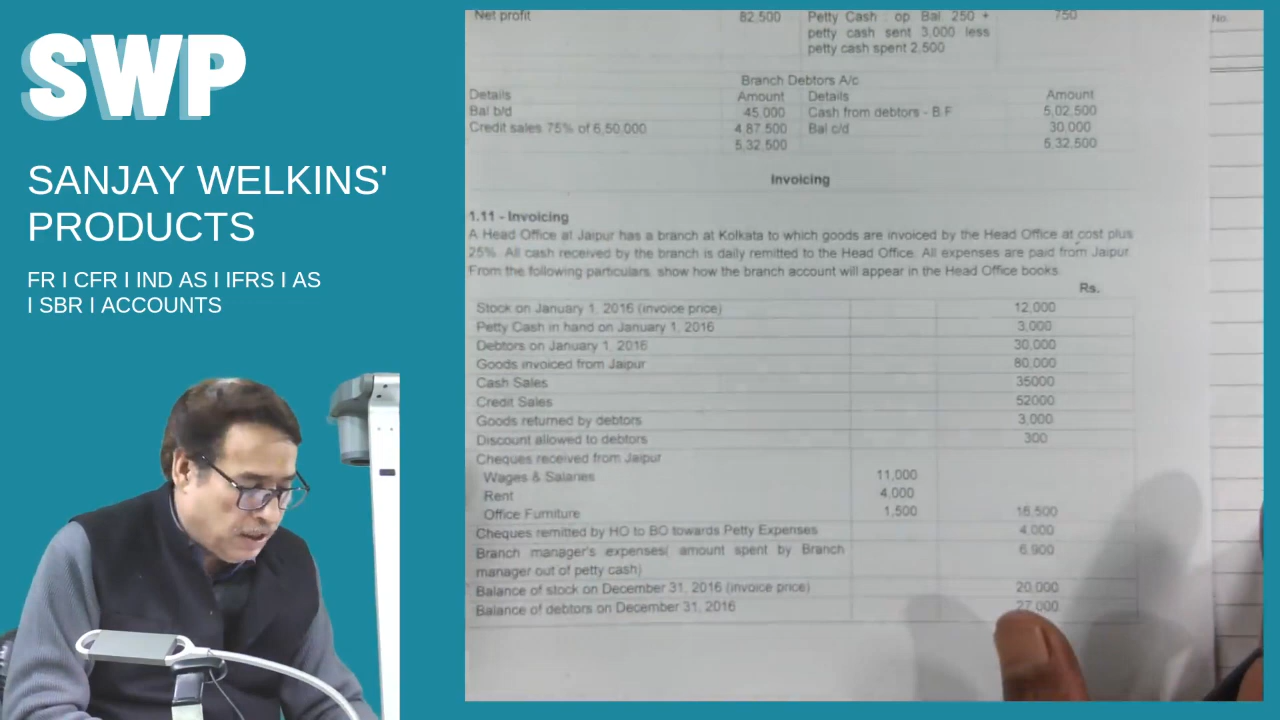 SWP
SANJAY WELKINS'
PRODUCTS
FR I CFR I IND AS I IFRS I AS
I SBR I ACCOUNTS
Net profit 82,500 Petty Cash : op Bal 250 + 750
petty cash sent 3,000 less
petty cash spent 2,500
No.
Branch Debtors A/c
Details Amount Details Amount
Bal b/d 45,000 Cash from debtors - B.F 5,02,500
Credit sales 75% of 6,50,000 4,87,500 Bal c/d 30,000
5,32,500 5,32,500
Invoicing
1.11 - Invoicing
A Head Office at Jaipur has a branch at Kolkata to which goods are invoiced by the Head Office at cost plus
25%. All cash received by the branch is daily remitted to the Head Office. All expenses are paid from Jaipur.
From the following particulars, show how the branch account will appear in the Head Office books.
Rs.
Stock on January 1, 2016 (invoice price) 12,000
Petty Cash in hand on January 1, 2016 3,000
Debtors on January 1, 2016 30,000
Goods invoiced from Jaipur 80,000
Cash Sales 35000
Credit Sales 52000
Goods returned by debtors 3,000
Discount allowed to debtors 300
Cheques received from Jaipur
Wages & Salaries 11,000
Rent 4,000
Office Furniture 1,500 16,500
Cheques remitted by HO to BO towards Petty Expenses 4,000
Branch manager's expenses( amount spent by Branch 6,900
manager out of petty cash)
Balance of stock on December 31, 2016 (invoice price) 20,000
Balance of debtors on December 31, 2016 27,000